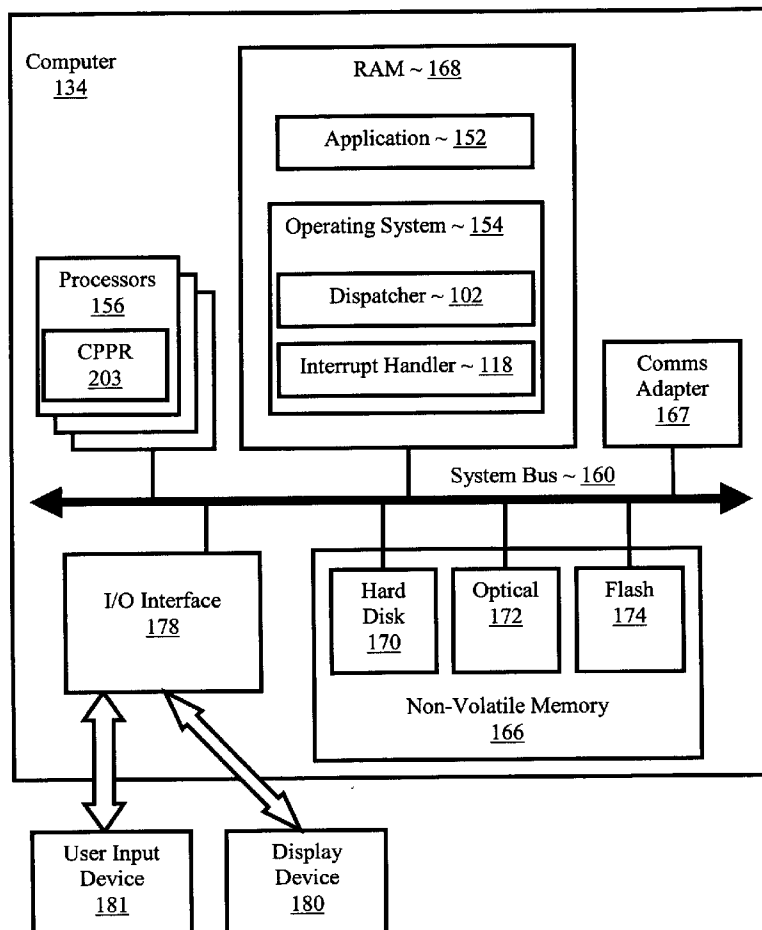 Computer
134
RAM ~ 168
Application ~ 152
Operating System ~ 154
Dispatcher ~ 102
Interrupt Handler ~ 118
Processors
156
CPPR
203
Comms
Adapter
167
System Bus ~ 160
I/O Interface
178
Hard
Disk
170
Optical
172
Flash
174
Non-Volatile Memory
166
User Input
Device
181
Display
Device
180